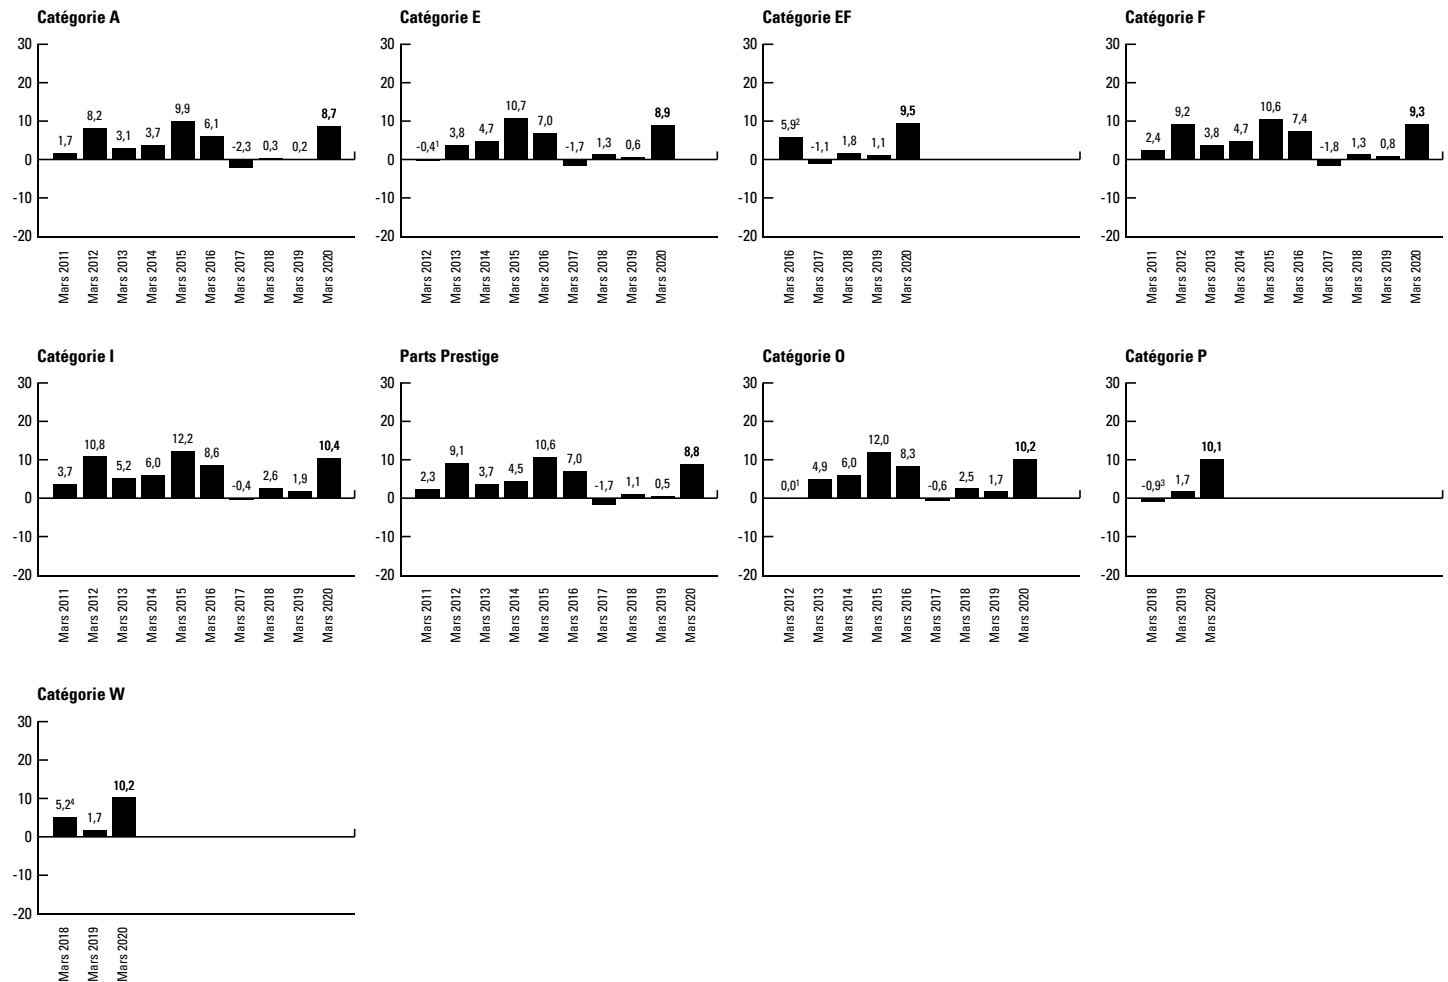 Catégorie A
30
20
10
0
-10
-20
1,7
8,2
3,1
3,7
9,9
6,1
-2,3
0,3
0,2
8,7
Mars 2011
Mars 2012
Mars 2013
Mars 2014
Mars 2015
Mars 2016
Mars 2017
Mars 2018
Mars 2019
Mars 2020
Catégorie E
30
20
10
0
-10
-20
-0,4¹
3,8
4,7
10,7
7,0
-1,7
1,3
0,6
8,9
Mars 2012
Mars 2013
Mars 2014
Mars 2015
Mars 2016
Mars 2017
Mars 2018
Mars 2019
Mars 2020
Catégorie EF
30
20
10
0
-10
-20
5,9²
-1,1
1,8
1,1
9,5
Mars 2016
Mars 2017
Mars 2018
Mars 2019
Mars 2020
Catégorie F
30
20
10
0
-10
-20
2,4
9,2
3,8
4,7
10,6
7,4
-1,8
1,3
0,8
9,3
Mars 2011
Mars 2012
Mars 2013
Mars 2014
Mars 2015
Mars 2016
Mars 2017
Mars 2018
Mars 2019
Mars 2020
Catégorie I
30
20
10
0
-10
-20
3,7
10,8
5,2
6,0
12,2
8,6
-0,4
2,6
1,9
10,4
Mars 2011
Mars 2012
Mars 2013
Mars 2014
Mars 2015
Mars 2016
Mars 2017
Mars 2018
Mars 2019
Mars 2020
Parts Prestige
30
20
10
0
-10
-20
2,3
9,1
3,7
4,5
10,6
7,0
-1,7
1,1
0,5
8,8
Mars 2011
Mars 2012
Mars 2013
Mars 2014
Mars 2015
Mars 2016
Mars 2017
Mars 2018
Mars 2019
Mars 2020
Catégorie O
30
20
10
0
-10
-20
0,0¹
4,9
6,0
12,0
8,3
-0,6
2,5
1,7
10,2
Mars 2012
Mars 2013
Mars 2014
Mars 2015
Mars 2016
Mars 2017
Mars 2018
Mars 2019
Mars 2020
Catégorie P
30
20
10
0
-10
-20
-0,9³
1,7
10,1
Mars 2018
Mars 2019
Mars 2020
Catégorie W
30
20
10
0
-10
-20
5,2⁴
1,7
10,2
Mars 2018
Mars 2019
Mars 2020